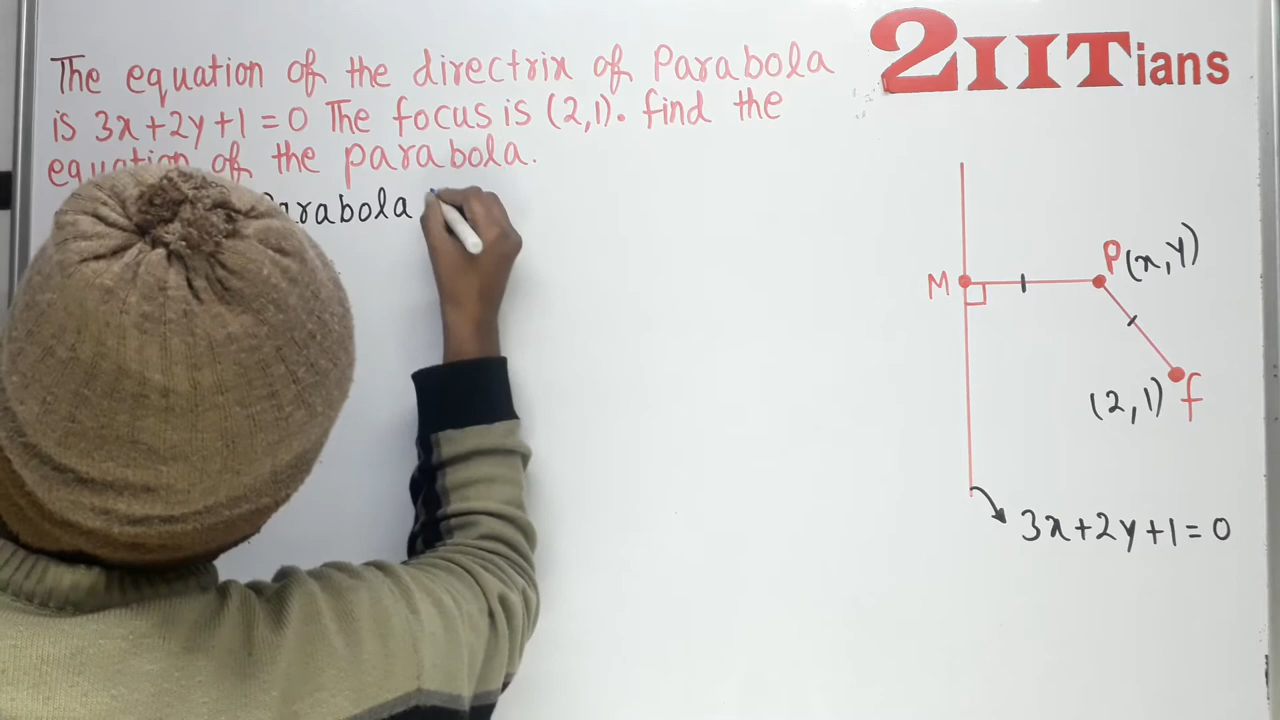 The equation of the directrix of Parabola
is 3x+2y+1=0 The focus is (2,1). find the
equation of the parabola.
Parabola
2IITians
P(x,y)
M
(2,1) f
3x+2y+1=0